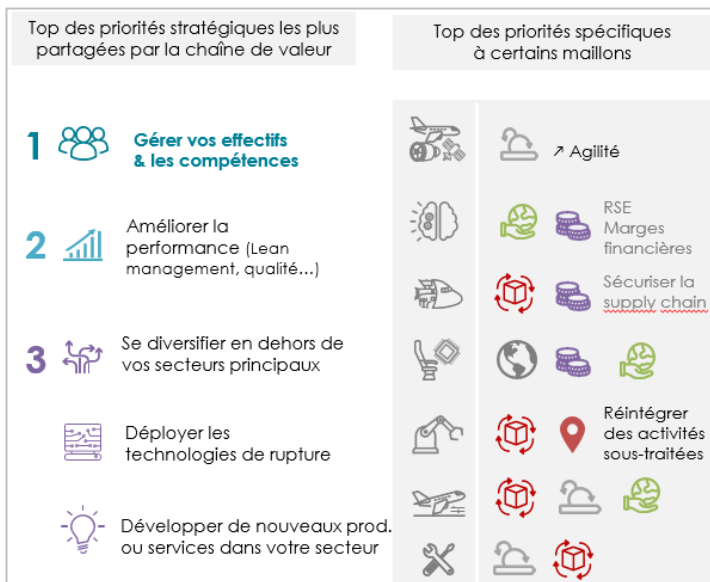 Top des priorités stratégiques les plus
partagées par la chaîne de valeur
Top des priorités spécifiques
à certains maillons
1
Gérer vos effectifs
& les compétences
↗ Agilité
2
Améliorer la
performance (Lean
management, qualité...)
RSE
Marges
financières
Sécuriser la
supply chain
3
Se diversifier en dehors de
vos secteurs principaux
Déployer les
technologies de rupture
Réintégrer
des activités
sous-traitées
Développer de nouveaux prod.
ou services dans votre secteur